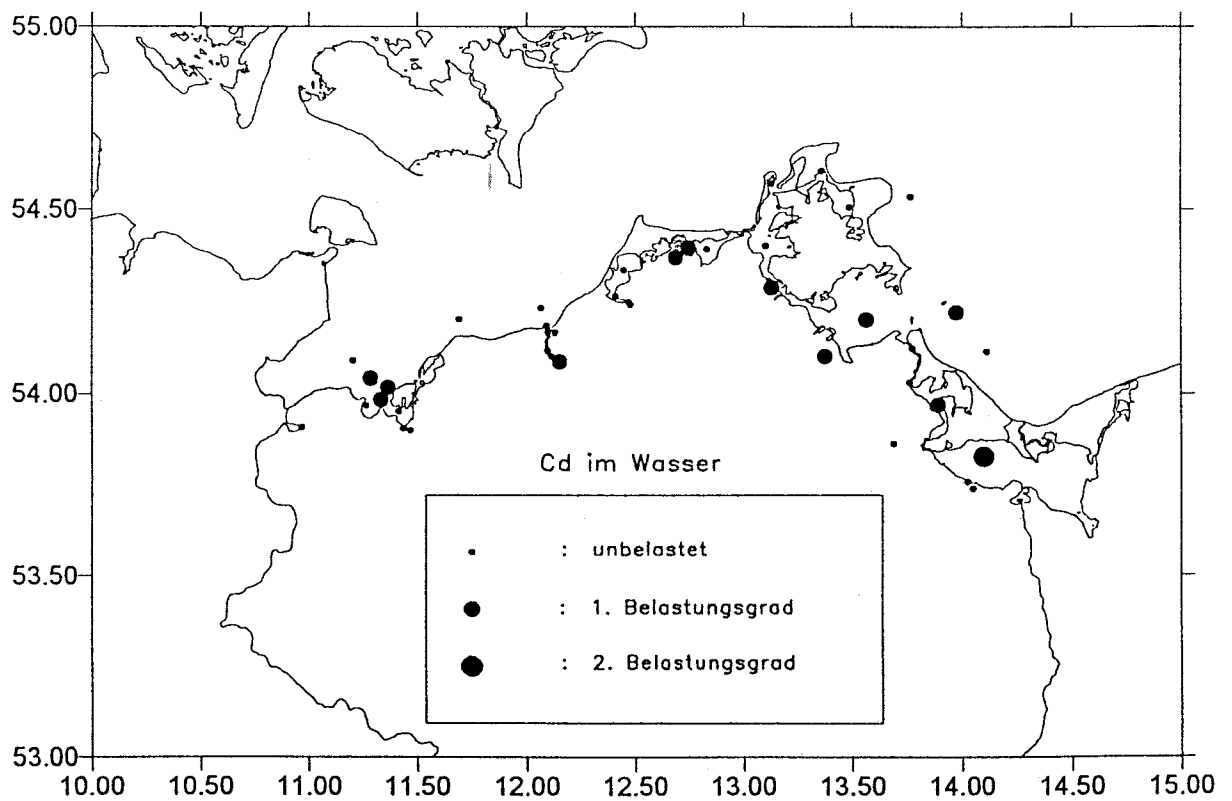 55.00
54.50
54.00
53.50
53.00
Cd im Wasser
: unbelastet
: 1. Belastungsgrad
: 2. Belastungsgrad
10.00 10.50 11.00 11.50 12.00 12.50 13.00 13.50 14.00 14.50 15.00